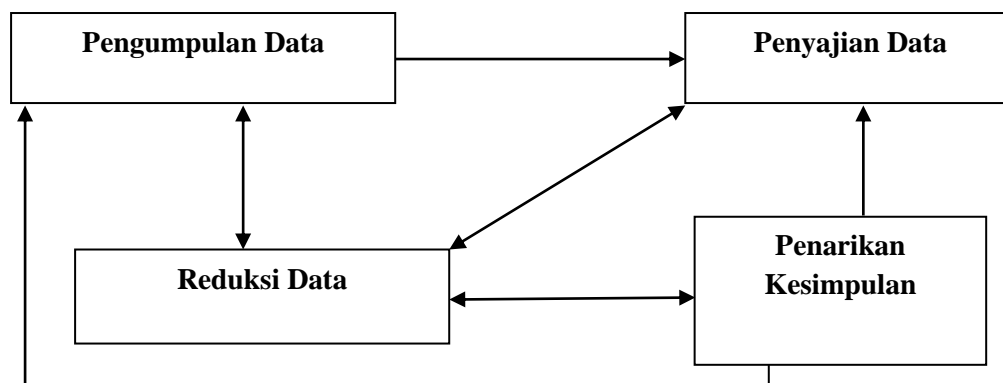 Pengumpulan Data
Penyajian Data
Reduksi Data
Penarikan
Kesimpulan